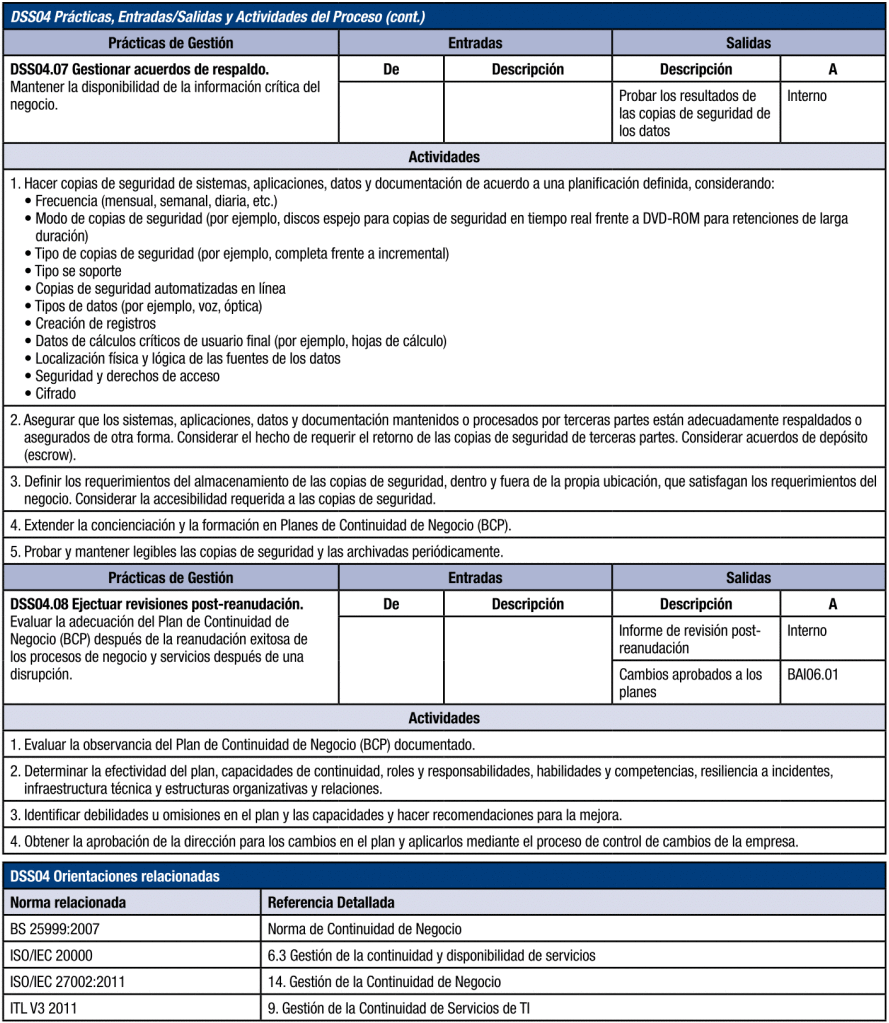 DSS04 Prácticas, Entradas/Salidas y Actividades del Proceso (cont.)
Prácticas de Gestión Entradas Salidas
DSS04.07 Gestionar acuerdos de respaldo. De Descripción Descripción A
Mantener la disponibilidad de la información crítica del
negocio.
Probar los resultados de Interno
las copias de seguridad de
los datos
Actividades
1. Hacer copias de seguridad de sistemas, aplicaciones, datos y documentación de acuerdo a una planificación definida, considerando:
• Frecuencia (mensual, semanal, diaria, etc.)
• Modo de copias de seguridad (por ejemplo, discos espejo para copias de seguridad en tiempo real frente a DVD-ROM para retenciones de larga
duración)
• Tipo de copias de seguridad (por ejemplo, completa frente a incremental)
• Tipo se soporte
• Copias de seguridad automatizadas en línea
• Tipos de datos (por ejemplo, voz, óptica)
• Creación de registros
• Datos de cálculos críticos de usuario final (por ejemplo, hojas de cálculo)
• Localización física y lógica de las fuentes de los datos
• Seguridad y derechos de acceso
• Cifrado
2. Asegurar que los sistemas, aplicaciones, datos y documentación mantenidos o procesados por terceras partes están adecuadamente respaldados o
asegurados de otra forma. Considerar el hecho de requerir el retorno de las copias de seguridad de terceras partes. Considerar acuerdos de depósito
(escrow).
3. Definir los requerimientos del almacenamiento de las copias de seguridad, dentro y fuera de la propia ubicación, que satisfagan los requerimientos del
negocio. Considerar la accesibilidad requerida a las copias de seguridad.
4. Extender la concienciación y la formación en Planes de Continuidad de Negocio (BCP).
5. Probar y mantener legibles las copias de seguridad y las archivadas periódicamente.
Prácticas de Gestión Entradas Salidas
DSS04.08 Ejectuar revisiones post-reanudación. De Descripción Descripción A
Evaluar la adecuación del Plan de Continuidad de
Negocio (BCP) después de la reanudación exitosa de
los procesos de negocio y servicios después de una
disrupción.
Informe de revisión post- Interno
reanudación
Cambios aprobados a los BAI06.01
planes
Actividades
1. Evaluar la observancia del Plan de Continuidad de Negocio (BCP) documentado.
2. Determinar la efectividad del plan, capacidades de continuidad, roles y responsabilidades, habilidades y competencias, resiliencia a incidentes,
infraestructura técnica y estructuras organizativas y relaciones.
3. Identificar debilidades u omisiones en el plan y las capacidades y hacer recomendaciones para la mejora.
4. Obtener la aprobación de la dirección para los cambios en el plan y aplicarlos mediante el proceso de control de cambios de la empresa.
DSS04 Orientaciones relacionadas
Norma relacionada Referencia Detallada
BS 25999:2007 Norma de Continuidad de Negocio
ISO/IEC 20000 6.3 Gestión de la continuidad y disponibilidad de servicios
ISO/IEC 27002:2011 14. Gestión de la Continuidad de Negocio
ITL V3 2011 9. Gestión de la Continuidad de Servicios de TI